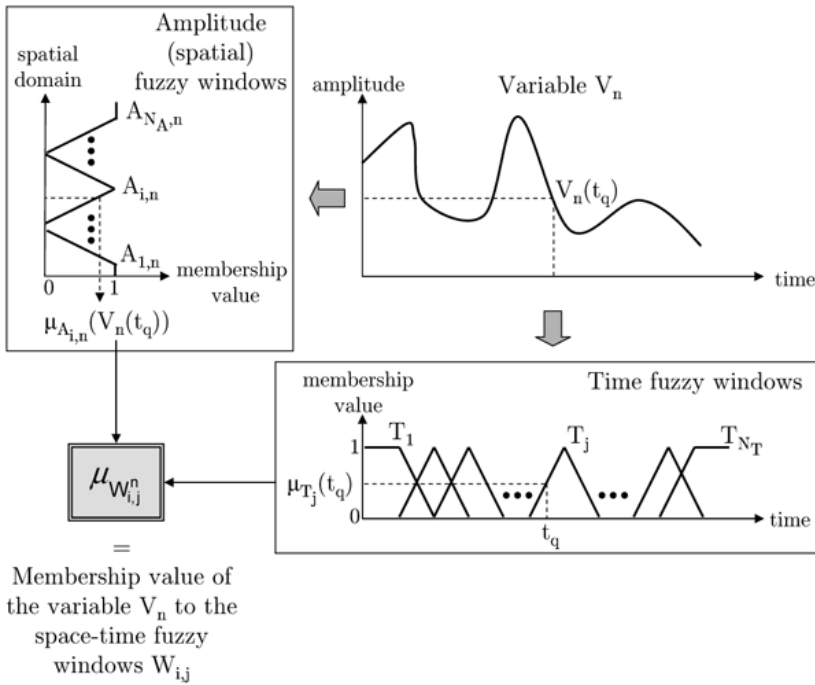 Amplitude
(spatial)
fuzzy windows
spatial
domain
A_{N_A,n}
A_{i,n}
A_{1,n}
membership
value
0 1
μ_{A_{i,n}}(V_n(t_q))
amplitude
Variable V_n
V_n(t_q)
time
Time fuzzy windows
membership
value
T_1
T_j
T_{N_T}
1
μ_{T_j}(t_q)
0
t_q
time
μ_{W^n_{i,j}}
=
Membership value of
the variable V_n to the
space-time fuzzy
windows W_{i,j}